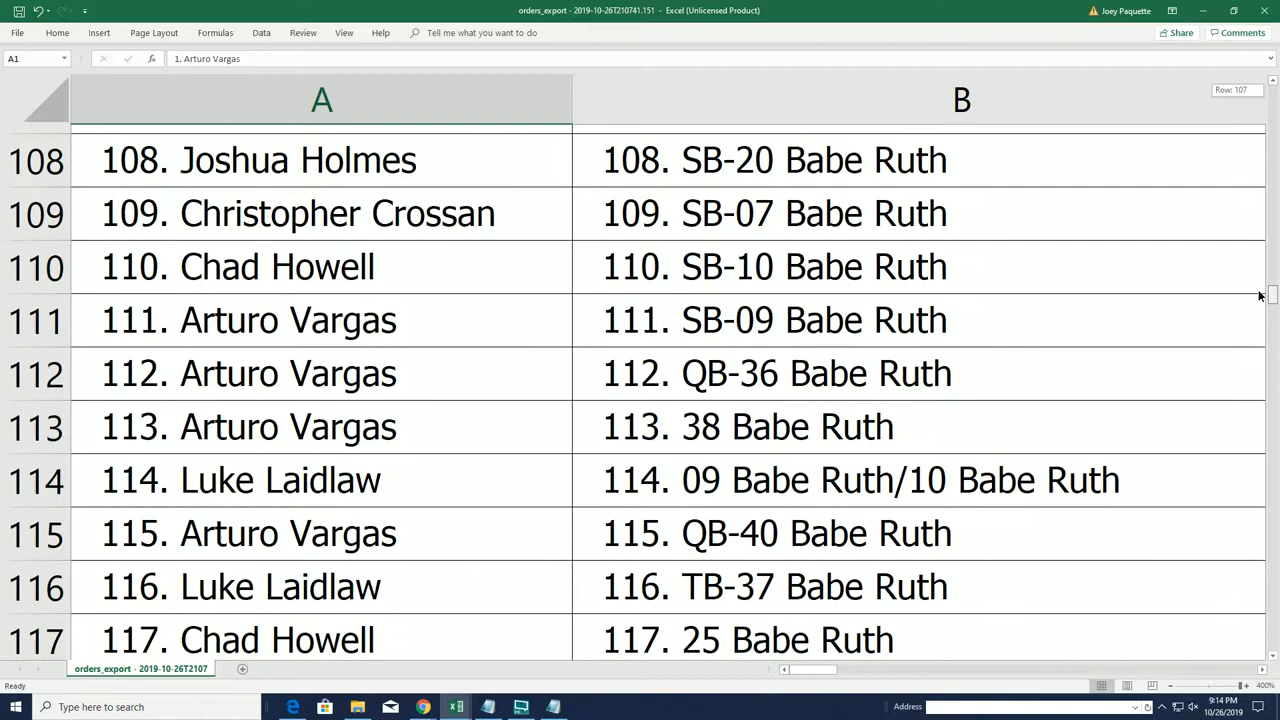 orders_export - 2019-10-26T210741.151 - Excel (Unlicensed Product)
Joey Paquette
File Home Insert Page Layout Formulas Data Review View Help Tell me what you want to do
Share Comments
A1 fx 1. Arturo Vargas
A B
Row: 107
108 108. Joshua Holmes 108. SB-20 Babe Ruth
109 109. Christopher Crossan 109. SB-07 Babe Ruth
110 110. Chad Howell 110. SB-10 Babe Ruth
111 111. Arturo Vargas 111. SB-09 Babe Ruth
112 112. Arturo Vargas 112. QB-36 Babe Ruth
113 113. Arturo Vargas 113. 38 Babe Ruth
114 114. Luke Laidlaw 114. 09 Babe Ruth/10 Babe Ruth
115 115. Arturo Vargas 115. QB-40 Babe Ruth
116 116. Luke Laidlaw 116. TB-37 Babe Ruth
117 117. Chad Howell 117. 25 Babe Ruth
orders_export - 2019-10-26T2107
Ready 400%
Type here to search
Address
9:14 PM
10/26/2019